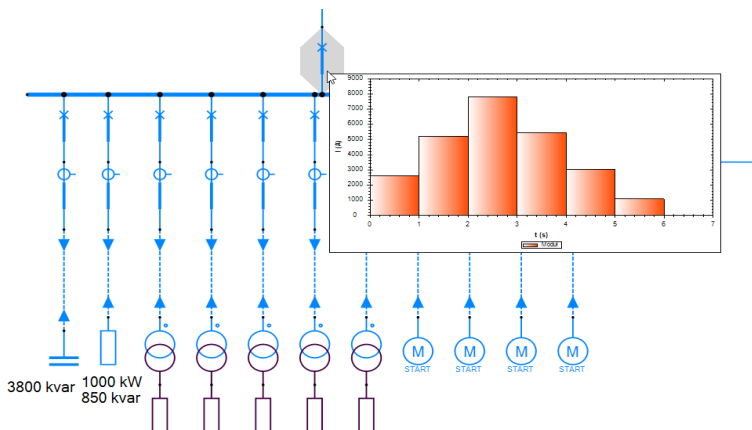 9000
8000
7000
6000
5000
4000
3000
2000
1000
0
I (A)
0 1 2 3 4 5 6 7
t (s)
Modul
M M M M
START START START START
3800 kvar
1000 kW
850 kvar